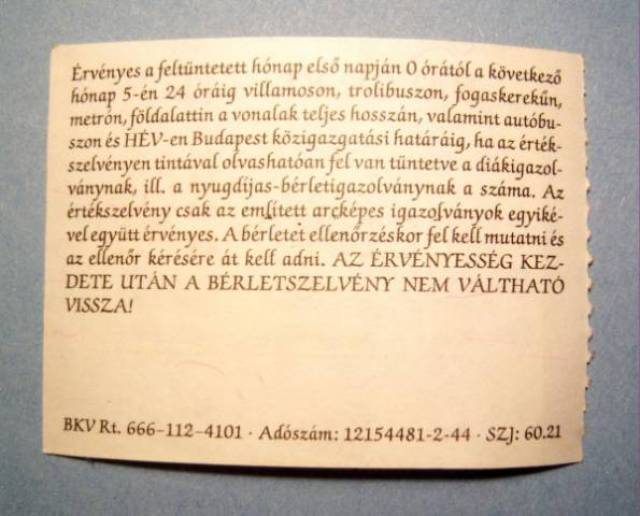 Érvényes a feltüntetett hónap első napján 0 órától a következő
hónap 5-én 24 óráig villamoson, trolibuszon, fogaskerekűn,
metrón, földalattin a vonalak teljes hosszán, valamint autóbu-
szon és HÉV-en Budapest közigazgatási határáig, ha az érték-
szelvényen tintával olvashatóan fel van tüntetve a diákigazol-
ványnak, ill. a nyugdíjas-bérletigazolványnak a száma. Az
értékszelvény csak az említett arcképes igazolványok egyiké-
vel együtt érvényes. A bérletet ellenőrzéskor fel kell mutatni és
az ellenőr kérésére át kell adni. AZ ÉRVÉNYESSÉG KEZ-
DETE UTÁN A BÉRLETSZELVÉNY NEM VÁLTHATÓ
VISSZA!
BKV Rt. 666-112-4101 · Adószám: 12154481-2-44 · SZJ: 60.21